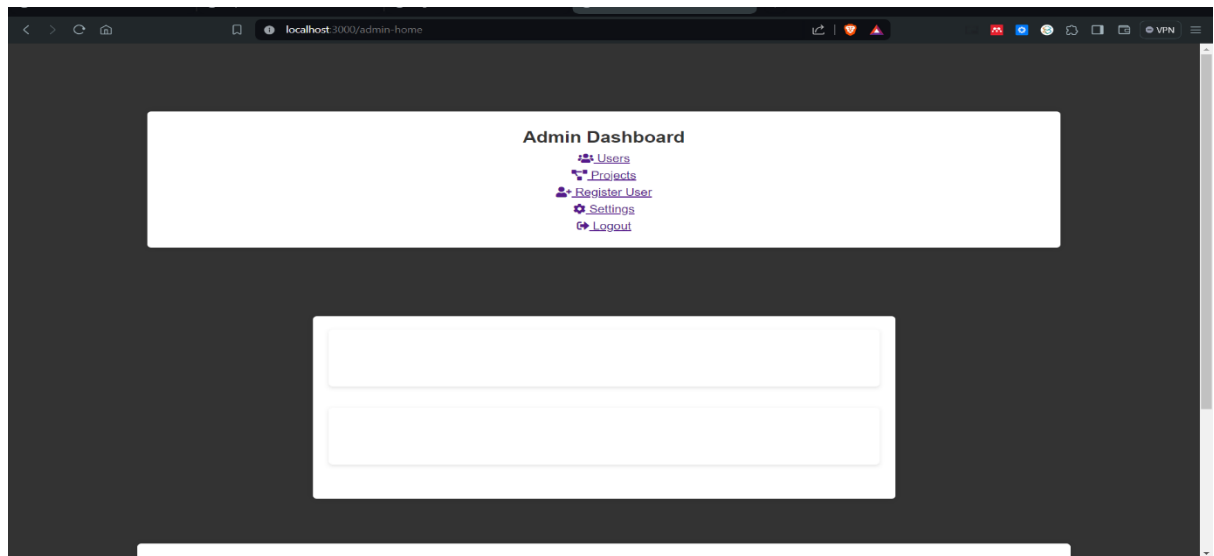 localhost:3000/admin-home
VPN
Admin Dashboard
Users
Projects
Register User
Settings
Logout